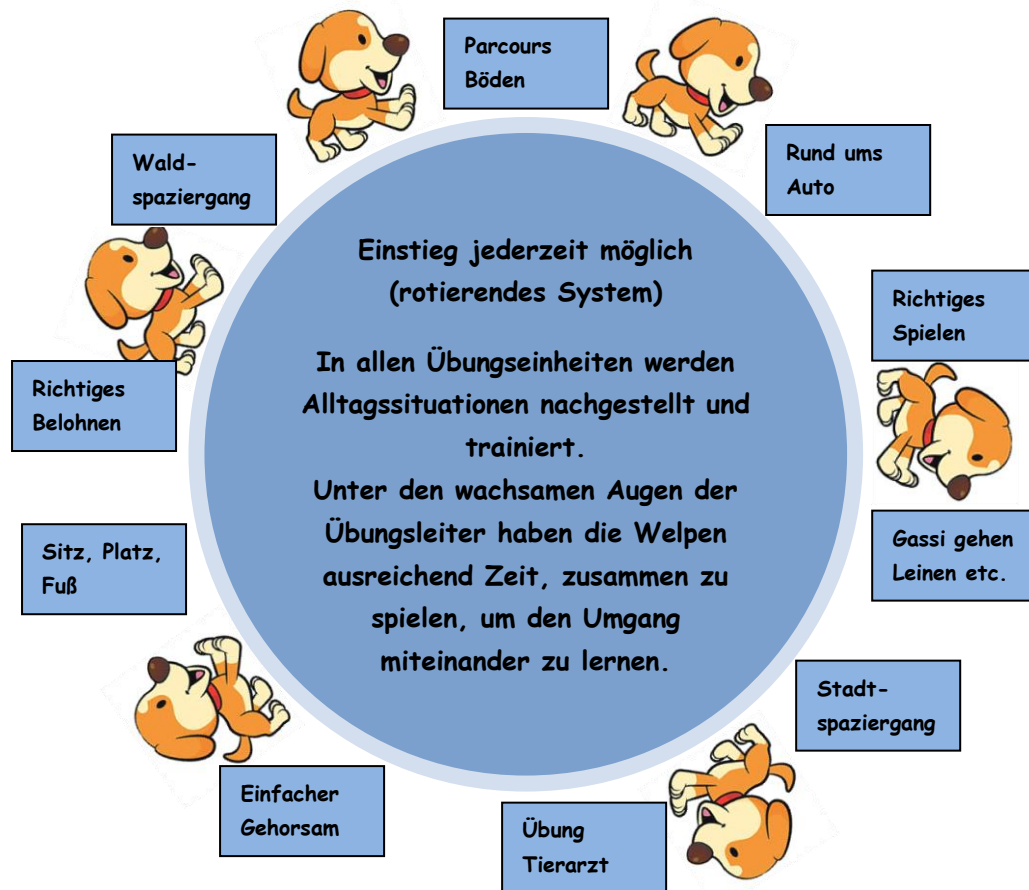 Parcours
Böden
Rund ums
Auto
Richtiges
Spielen
Gassi gehen
Leinen etc.
Stadt-
spaziergang
Übung
Tierarzt
Einfacher
Gehorsam
Sitz, Platz,
Fuß
Richtiges
Belohnen
Wald-
spaziergang
Einstieg jederzeit möglich
(rotierendes System)
In allen Übungseinheiten werden
Alltagssituationen nachgestellt und
trainiert.
Unter den wachsamen Augen der
Übungsleiter haben die Welpen
ausreichend Zeit, zusammen zu
spielen, um den Umgang
miteinander zu lernen.